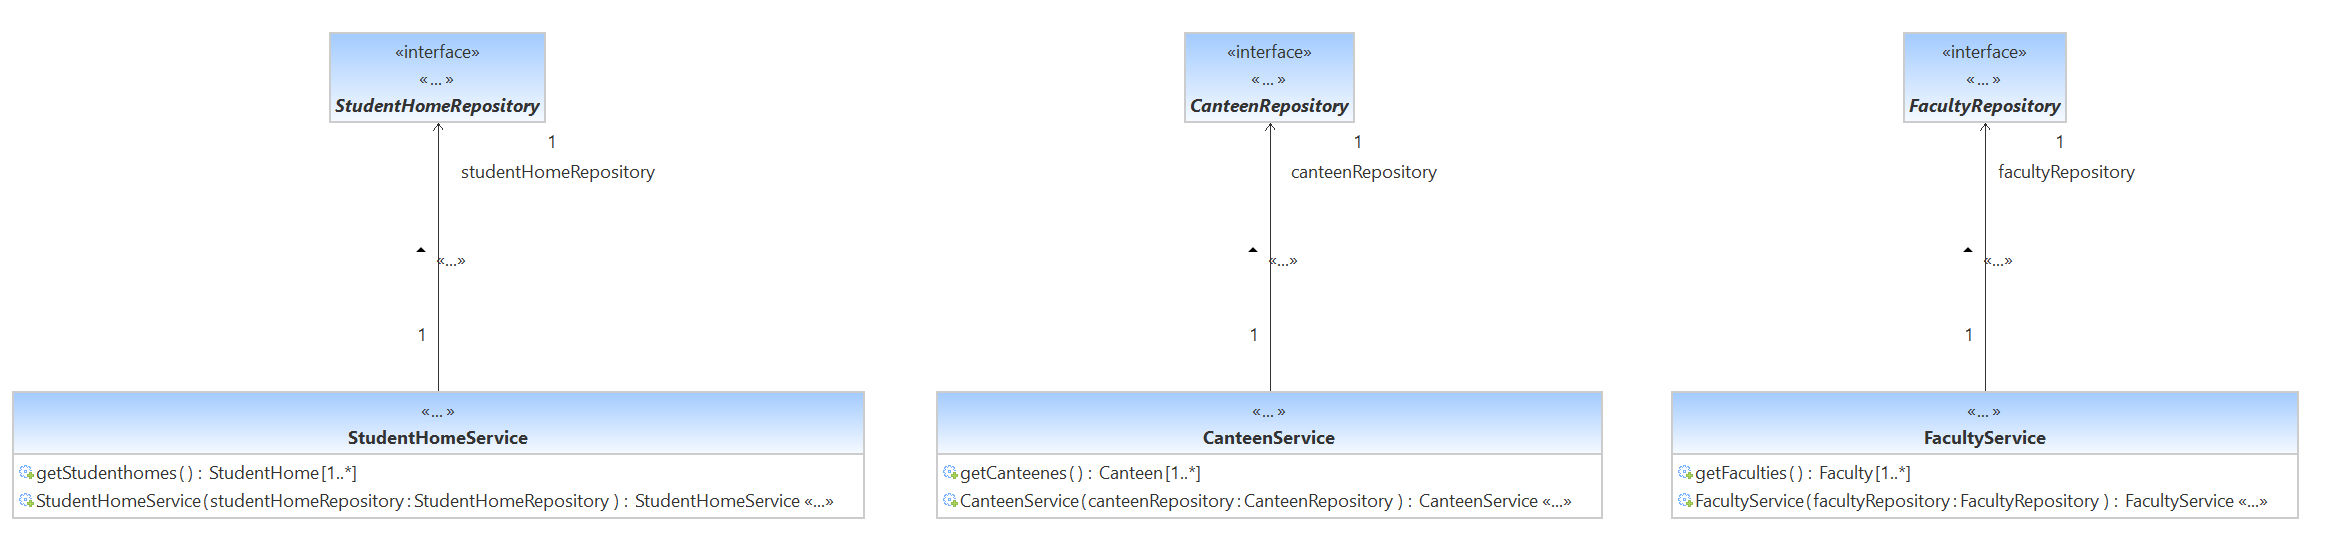 «interface»
«... »
StudentHomeRepository
1
studentHomeRepository
«...»
1
«... »
StudentHomeService
getStudenthomes ( ) : StudentHome [1..*]
StudentHomeService ( studentHomeRepository : StudentHomeRepository ) : StudentHomeService «...»
«interface»
«... »
CanteenRepository
1
canteenRepository
«...»
1
«... »
CanteenService
getCanteenes ( ) : Canteen [1..*]
CanteenService ( canteenRepository : CanteenRepository ) : CanteenService «...»
«interface»
«... »
FacultyRepository
1
facultyRepository
«...»
1
«... »
FacultyService
getFaculties ( ) : Faculty [1..*]
FacultyService ( facultyRepository : FacultyRepository ) : FacultyService «...»